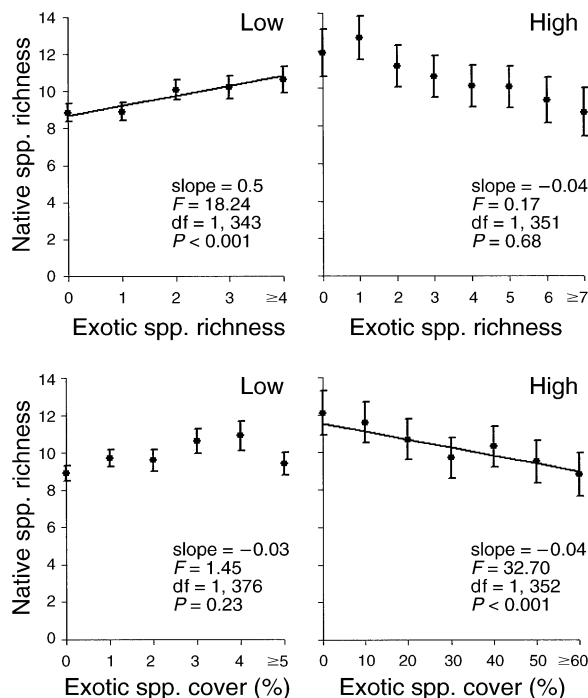 Low
High
Native spp. richness
14
12
10
8
6
4
2
0
slope = 0.5
F = 18.24
df = 1, 343
P < 0.001
slope = −0.04
F = 0.17
df = 1, 351
P = 0.68
0 1 2 3 ≥4
0 1 2 3 4 5 6 ≥7
Exotic spp. richness
Exotic spp. richness
Low
High
Native spp. richness
14
12
10
8
6
4
2
0
slope = −0.03
F = 1.45
df = 1, 376
P = 0.23
slope = −0.04
F = 32.70
df = 1, 352
P < 0.001
0 1 2 3 4 ≥5
0 10 20 30 40 50 ≥60
Exotic spp. cover (%)
Exotic spp. cover (%)